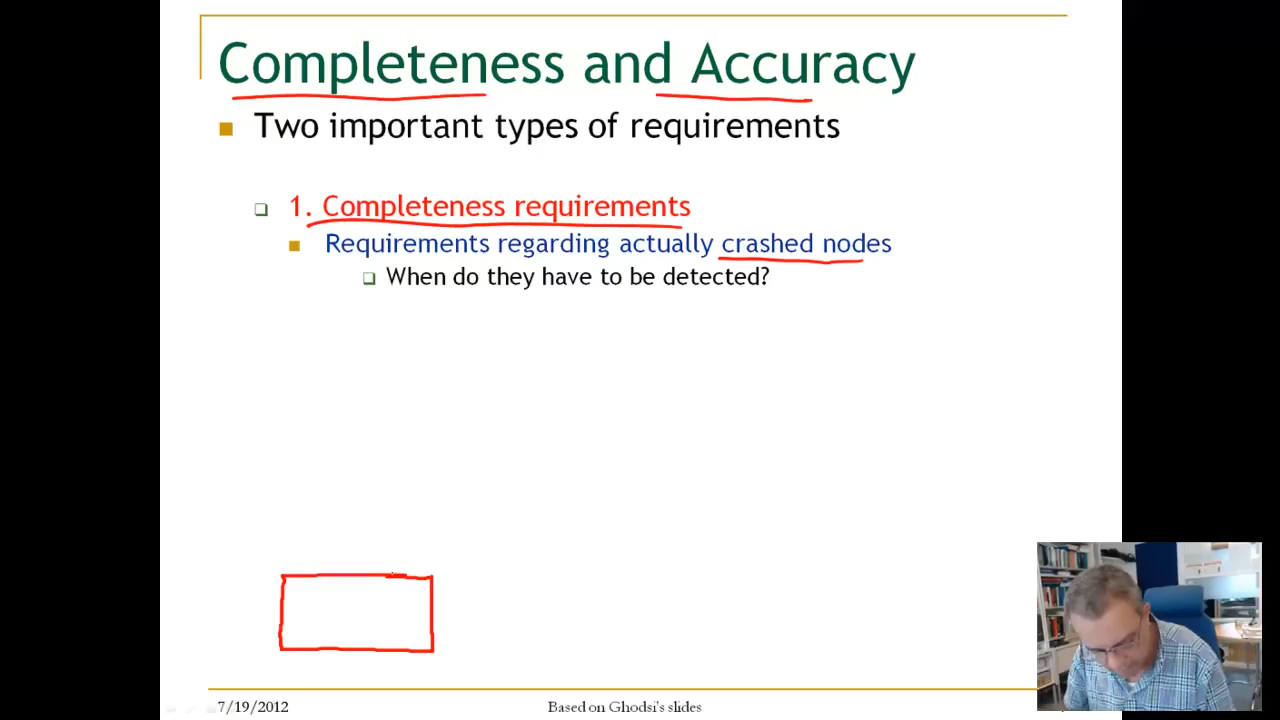 Completeness and Accuracy
Two important types of requirements
1. Completeness requirements
Requirements regarding actually crashed nodes
When do they have to be detected?
7/19/2012
Based on Ghodsi's slides